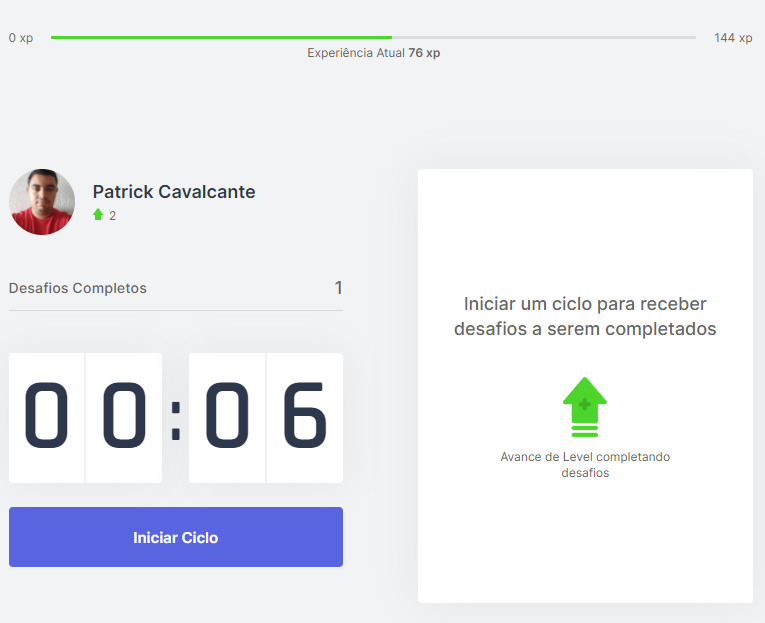 0 xp
144 xp
Experiência Atual 76 xp
Patrick Cavalcante
2
Desafios Completos 1
00:06
Iniciar Ciclo
Iniciar um ciclo para receber
desafios a serem completados
Avance de Level completando
desafios